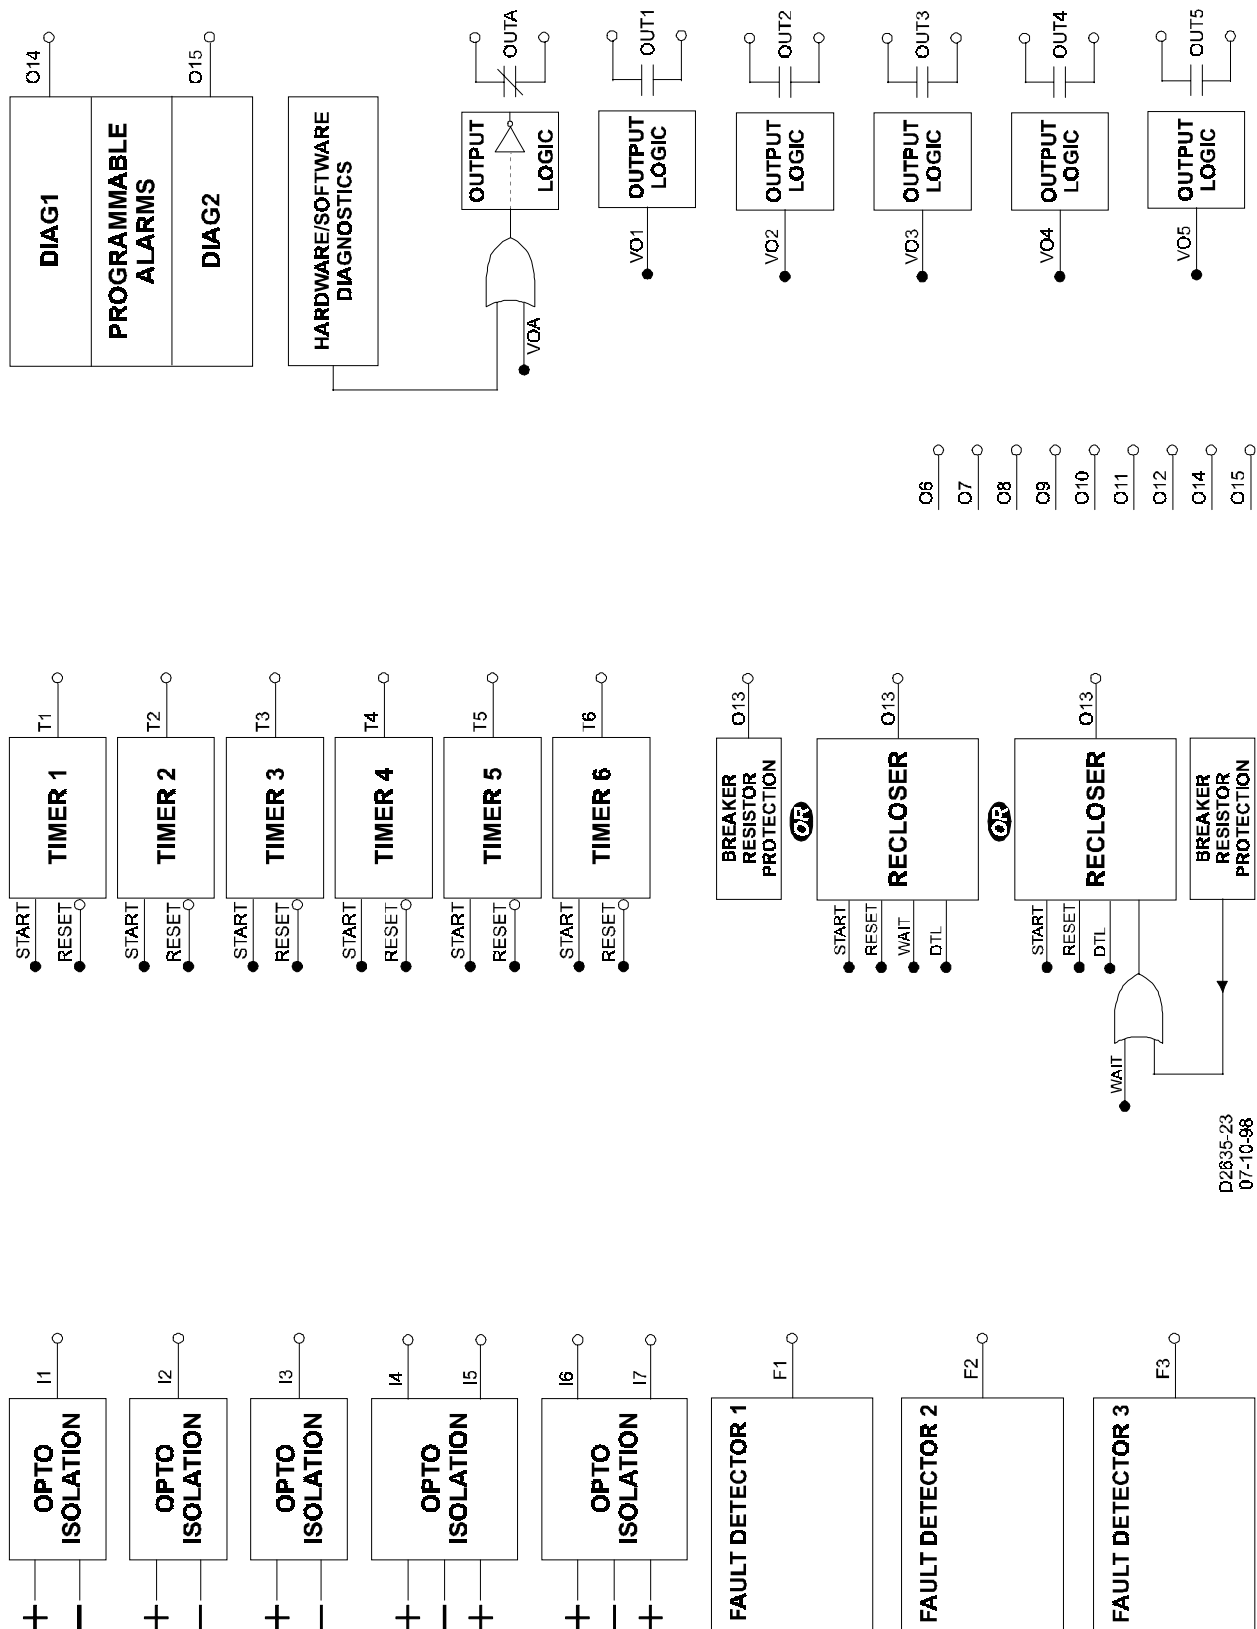 +
−
OPTO
ISOLATION
I1
+
−
OPTO
ISOLATION
I2
+
−
OPTO
ISOLATION
I3
+
−
+
OPTO
ISOLATION
I4
I5
+
−
+
OPTO
ISOLATION
I6
I7
FAULT DETECTOR 1
F1
FAULT DETECTOR 2
F2
FAULT DETECTOR 3
F3
START
RESET
TIMER 1
T1
START
RESET
TIMER 2
T2
START
RESET
TIMER 3
T3
START
RESET
TIMER 4
T4
START
RESET
TIMER 5
T5
START
RESET
TIMER 6
T6
BREAKER
RESISTOR
PROTECTION
O13
OR
START
RESET
WAIT
DTL
RECLOSER
O13
OR
START
RESET
DTL
WAIT
RECLOSER
O13
BREAKER
RESISTOR
PROTECTION
D2635-23
07-10-98
DIAG1
O14
PROGRAMMABLE
ALARMS
DIAG2
O15
HARDWARE/SOFTWARE
DIAGNOSTICS
VOA
OUTPUT
LOGIC
OUTA
VO1
OUTPUT
LOGIC
OUT1
VO2
OUTPUT
LOGIC
OUT2
VO3
OUTPUT
LOGIC
OUT3
VO4
OUTPUT
LOGIC
OUT4
VO5
OUTPUT
LOGIC
OUT5
O6
O7
O8
O9
O10
O11
O12
O14
O15